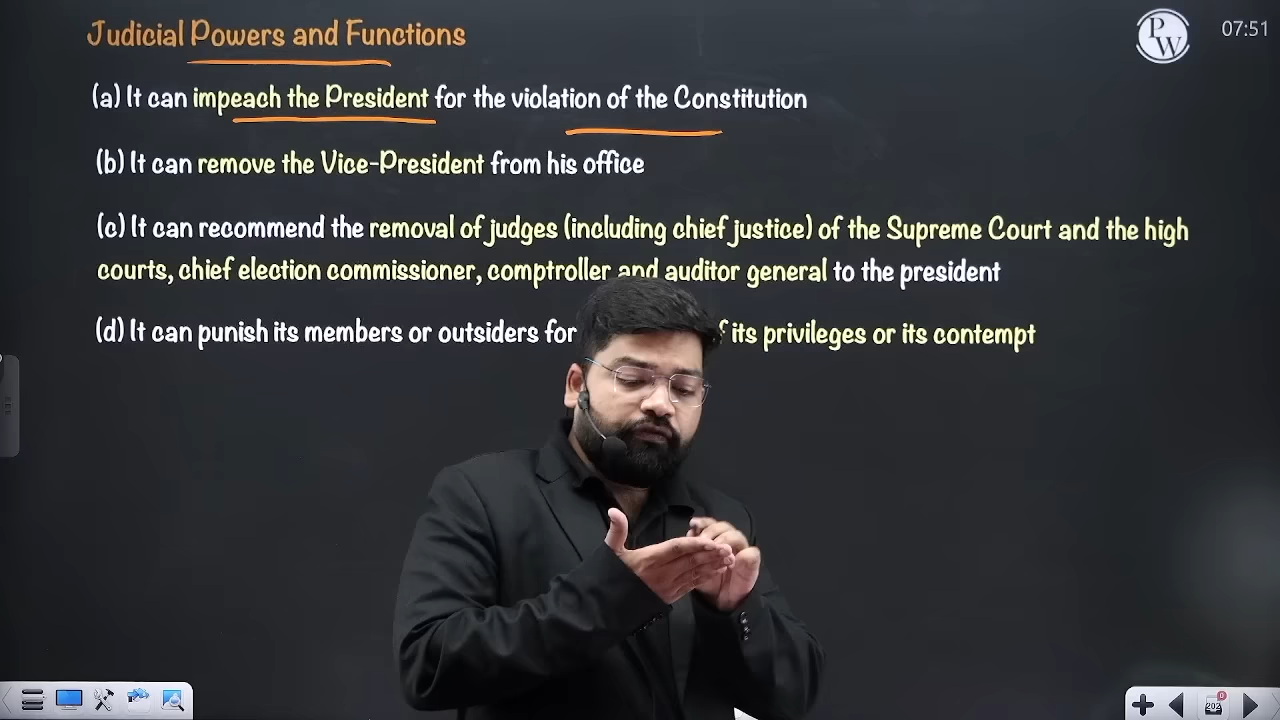 Judicial Powers and Functions
PW
07:51
(a) It can impeach the President for the violation of the Constitution
(b) It can remove the Vice-President from his office
(c) It can recommend the removal of judges (including chief justice) of the Supreme Court and the high
courts, chief election commissioner, comptroller and auditor general to the president
(d) It can punish its members or outsiders for its privileges or its contempt
202